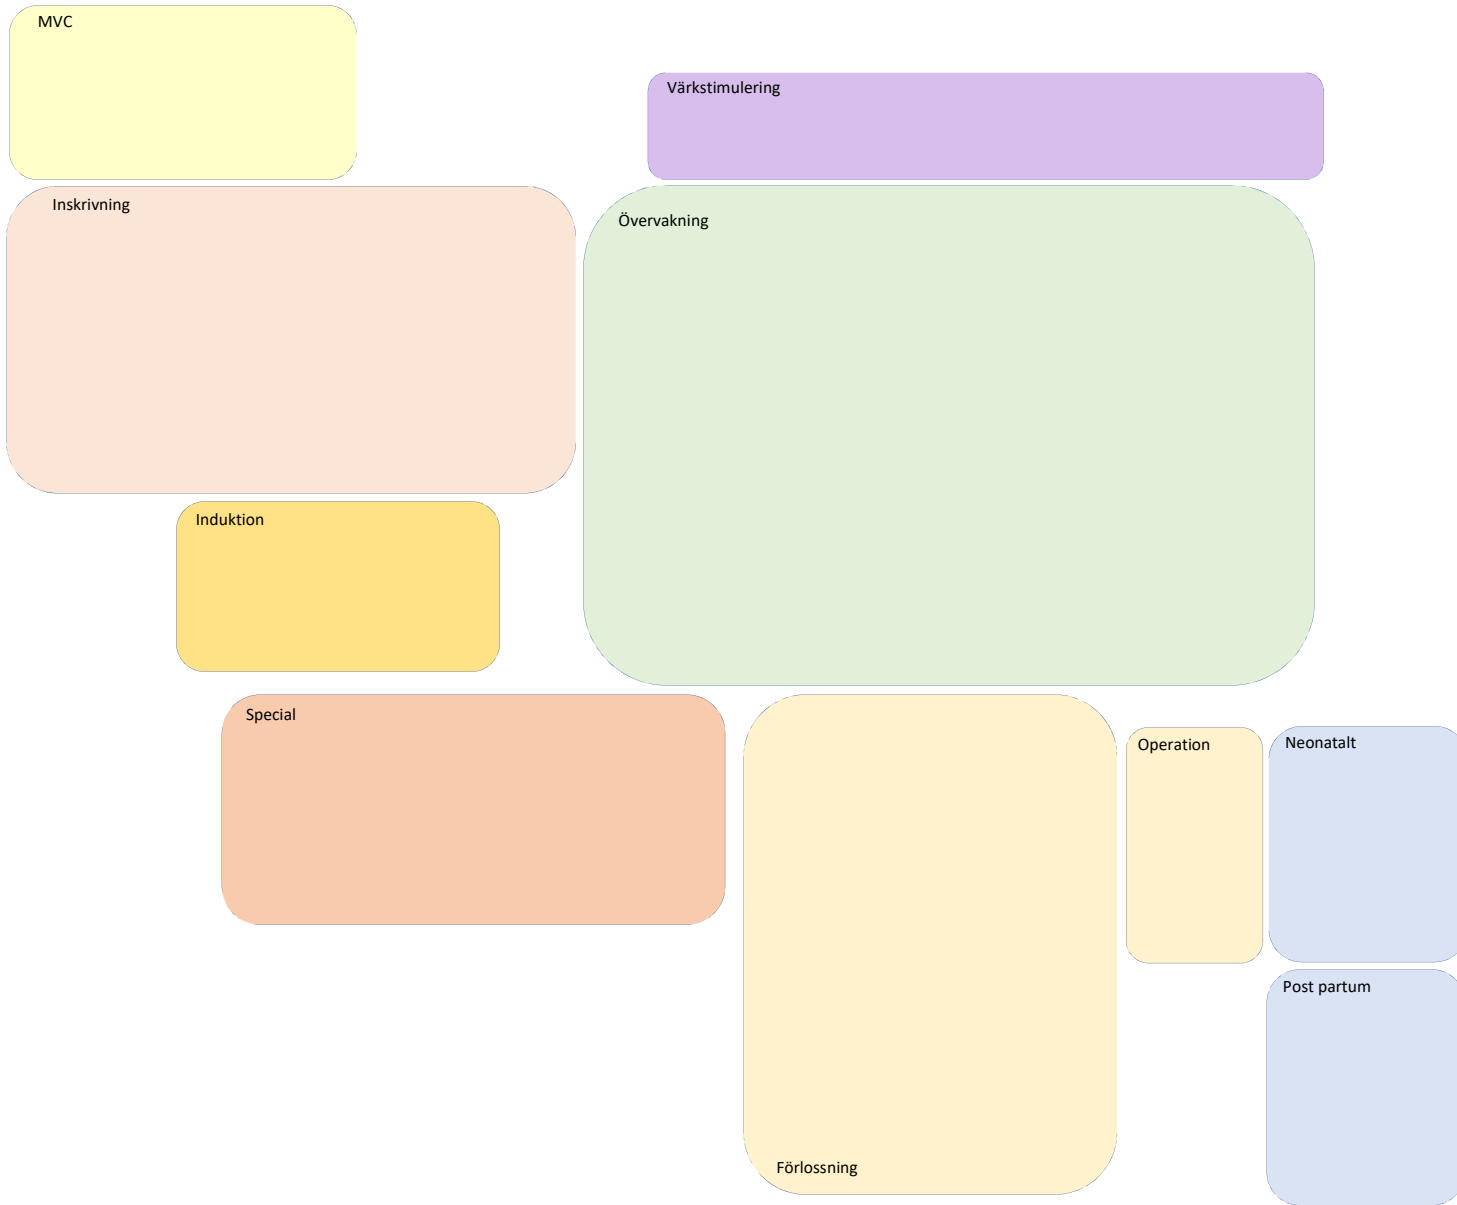 MVC
Värkstimulering
Inskrivning
Övervakning
Induktion
Special
Operation
Neonatalt
Post partum
Förlossning